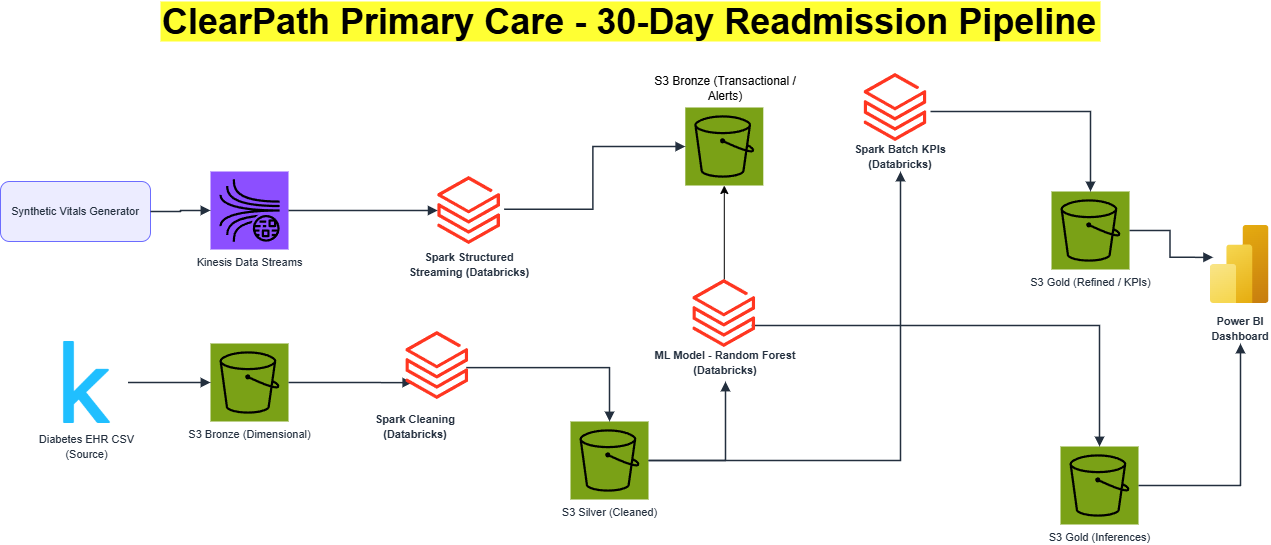 ClearPath Primary Care - 30-Day Readmission Pipeline
S3 Bronze (Transactional /
Alerts)
Spark Batch KPIs
(Databricks)
Synthetic Vitals Generator
Kinesis Data Streams
Spark Structured
Streaming (Databricks)
S3 Gold (Refined / KPIs)
Power BI
Dashboard
ML Model - Random Forest
(Databricks)
k
Diabetes EHR CSV
(Source)
S3 Bronze (Dimensional)
Spark Cleaning
(Databricks)
S3 Silver (Cleaned)
S3 Gold (Inferences)